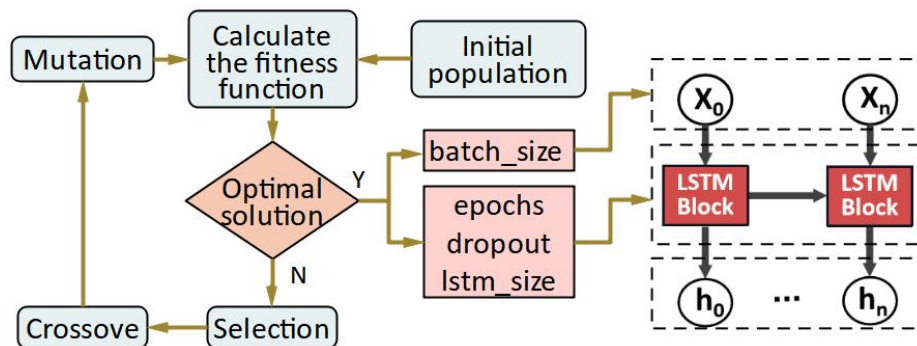 Mutation
Calculate
the fitness
function
Initial
population
Optimal
solution
Y
N
Selection
Crossove
batch_size
epochs
dropout
lstm_size
X0
Xn
LSTM
Block
LSTM
Block
h0
...
hn